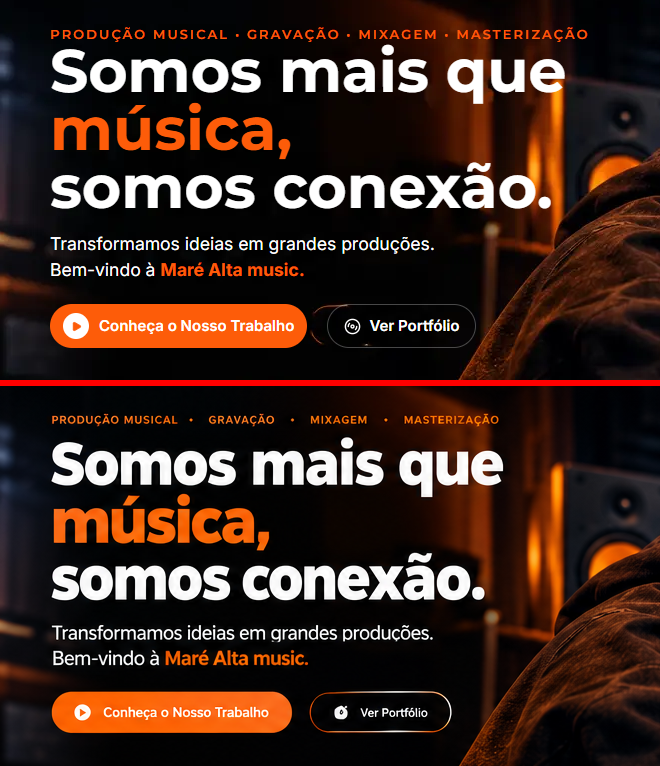 PRODUÇÃO MUSICAL • GRAVAÇÃO • MIXAGEM • MASTERIZAÇÃO
Somos mais que
música,
somos conexão.
Transformamos ideias em grandes produções.
Bem-vindo à Maré Alta music.
Conheça o Nosso Trabalho
Ver Portfólio
PRODUÇÃO MUSICAL • GRAVAÇÃO • MIXAGEM • MASTERIZAÇÃO
Somos mais que
música,
somos conexão.
Transformamos ideias em grandes produções.
Bem-vindo à Maré Alta music.
Conheça o Nosso Trabalho
Ver Portfólio